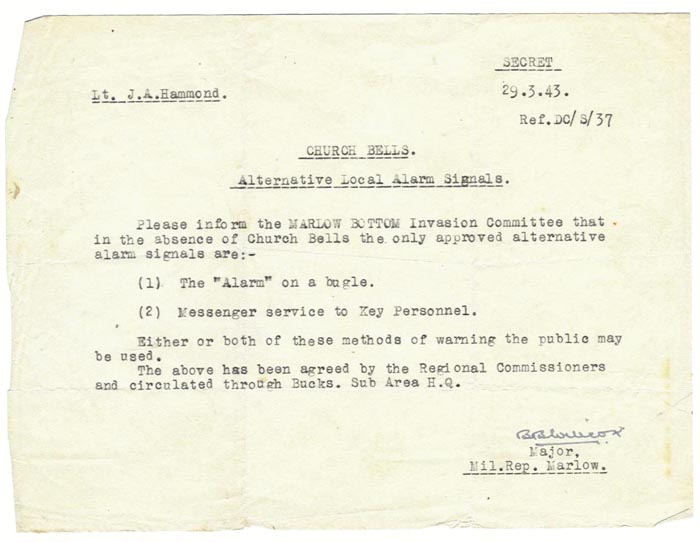 SECRET
Lt. J.A.Hammond.
29.3.43.
Ref.DC/S/37
CHURCH BELLS.
Alternative Local Alarm Signals.
Please inform the MARLOW BOTTOM Invasion Committee that
in the absence of Church Bells the only approved alternative
alarm signals are:-
(1) The "Alarm" on a bugle.
(2) Messenger service to Key Personnel.
Either or both of these methods of warning the public may
be used.
The above has been agreed by the Regional Commissioners
and circulated through Bucks. Sub Area H.Q.
Major,
Mil.Rep. Marlow.